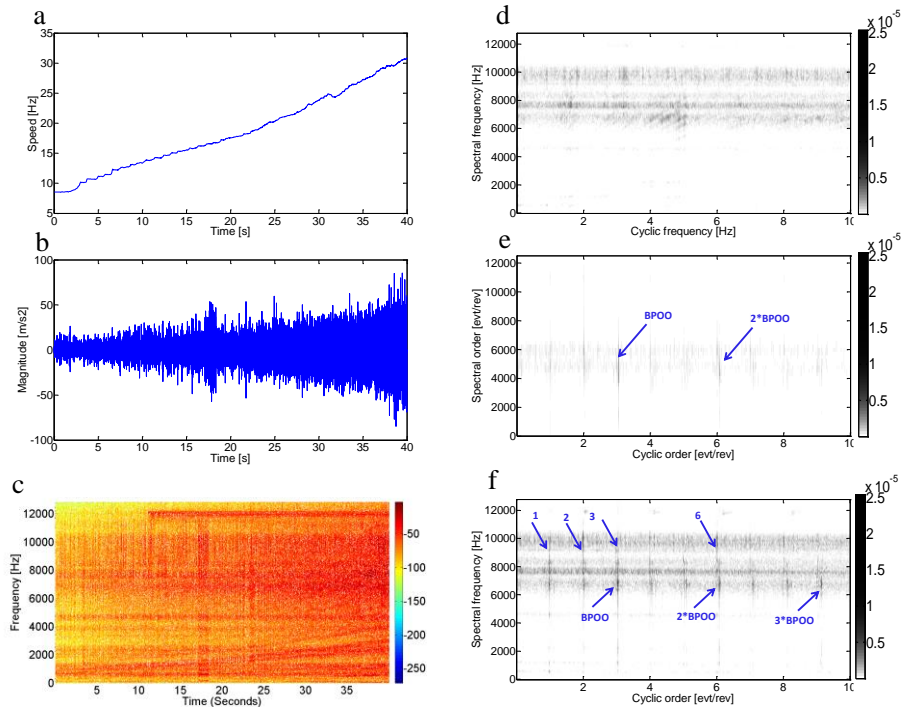 a
35
30
25
20
15
10
5
Speed [Hz]
0 5 10 15 20 25 30 35 40
Time [s]
b
100
50
0
-50
-100
Magnitude [m/s2]
0 5 10 15 20 25 30 35 40
Time [s]
c
12000
10000
8000
6000
4000
2000
0
Frequency [Hz]
5 10 15 20 25 30 35
Time (Seconds)
-50
-100
-150
-200
-250
d
12000
10000
8000
6000
4000
2000
0
Spectral frequency [Hz]
2 4 6 8 10
Cyclic frequency [Hz]
x 10-5
2.5
2
1.5
1
0.5
e
12000
10000
8000
6000
4000
2000
0
Spectral order [evt/rev]
BPOO
2*BPOO
2 4 6 8 10
Cyclic order [evt/rev]
x 10-5
2.5
2
1.5
1
0.5
f
12000
10000
8000
6000
4000
2000
0
Spectral frequency [Hz]
1 2 3 6
BPOO
2*BPOO
3*BPOO
2 4 6 8 10
Cyclic order [evt/rev]
x 10-5
2.5
2
1.5
1
0.5